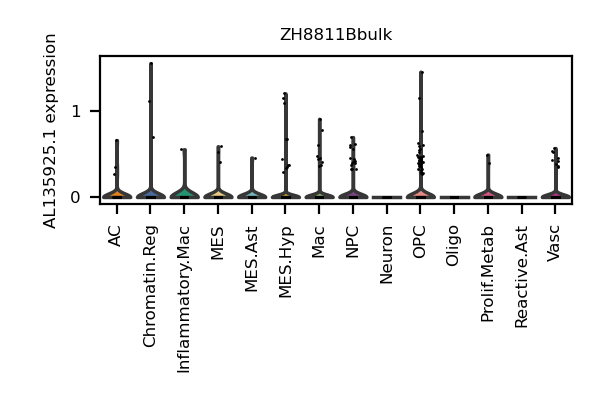 ZH8811Bbulk
AL135925.1 expression
1
0
AC
Chromatin.Reg
Inflammatory.Mac
MES
MES.Ast
MES.Hyp
Mac
NPC
Neuron
OPC
Oligo
Prolif.Metab
Reactive.Ast
Vasc